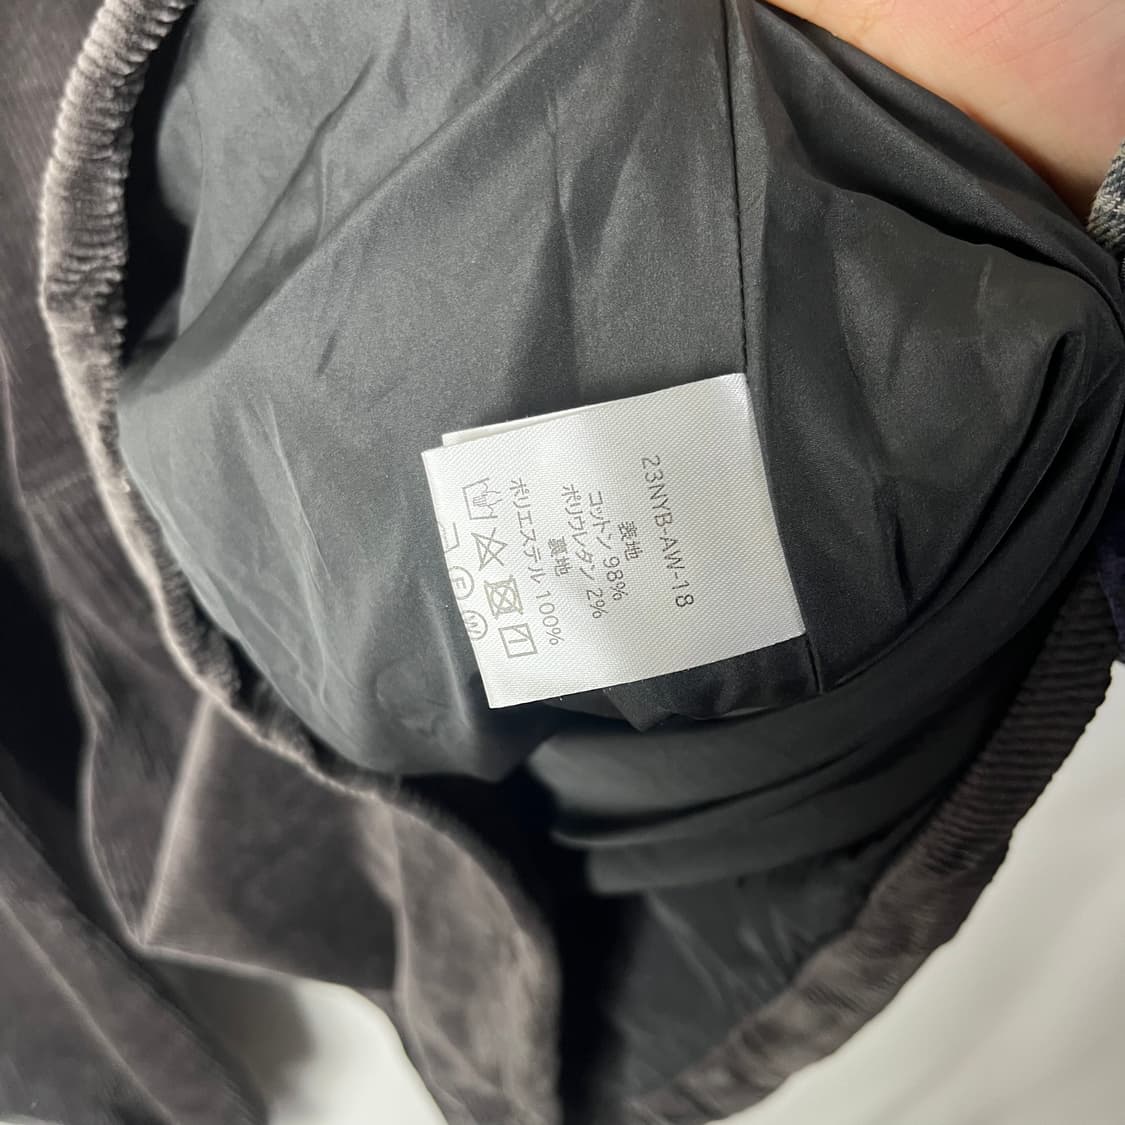 23NYB-AW-18
表地
コットン 98%
ポリウレタン 2%
裏地
ポリエステル 100%
P
W